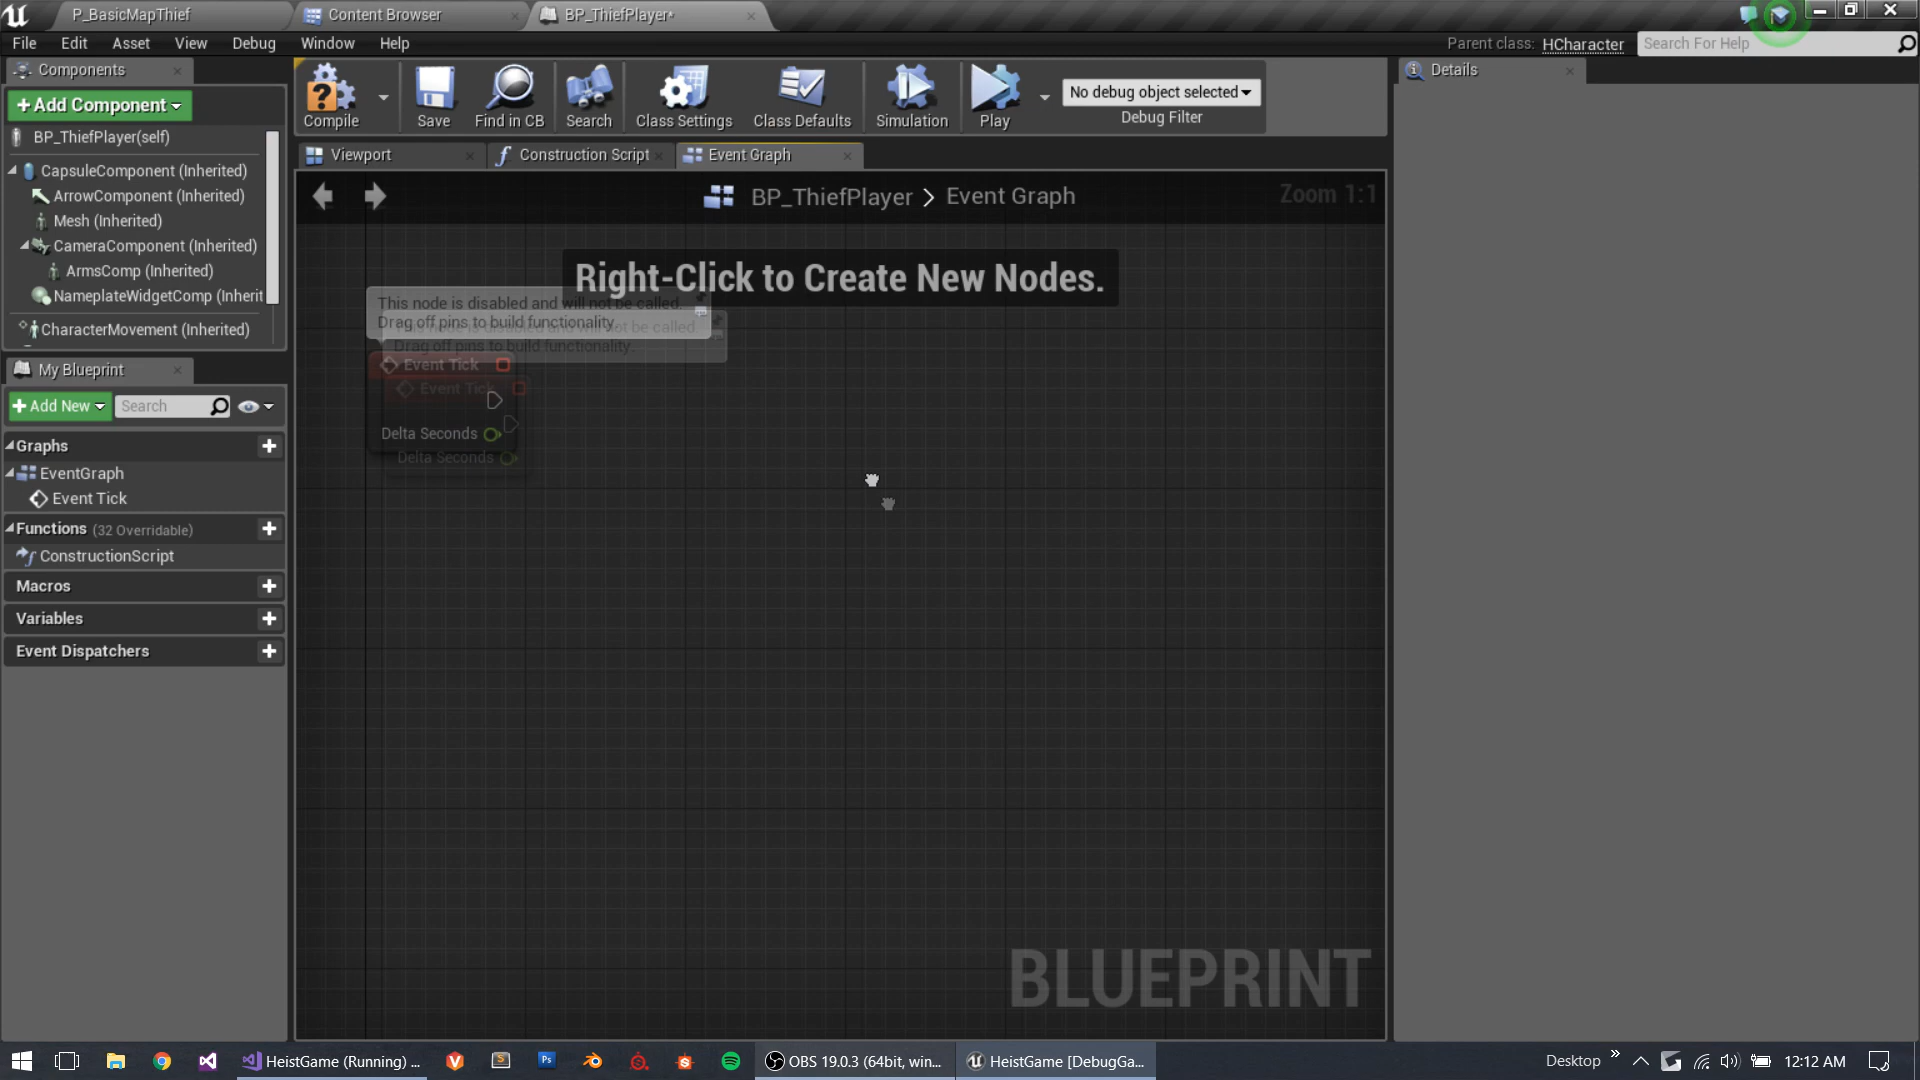 P_BasicMapThief
Content Browser
BP_ThiefPlayer*
File Edit Asset View Debug Window Help
Parent class: HCharacter
Search For Help
Components
+Add Component
BP_ThiefPlayer(self)
CapsuleComponent (Inherited)
ArrowComponent (Inherited)
Mesh (Inherited)
CameraComponent (Inherited)
ArmsComp (Inherited)
NameplateWidgetComp (Inherit
CharacterMovement (Inherited)
My Blueprint
+Add New
Search
Graphs
EventGraph
Event Tick
Functions (32 Overridable)
ConstructionScript
Macros
Variables
Event Dispatchers
Compile
Save
Find in CB
Search
Class Settings
Class Defaults
Simulation
Play
No debug object selected
Debug Filter
Viewport
Construction Script
Event Graph
BP_ThiefPlayer > Event Graph
Zoom 1:1
Right-Click to Create New Nodes.
This node is disabled and will not be called.
Drag off pins to build functionality.
This node is disabled and will not be called.
Drag off pins to build functionality.
Event Tick
Event Tick
Delta Seconds
Delta Seconds
BLUEPRINT
Details
HeistGame (Running) ...
OBS 19.0.3 (64bit, win...
HeistGame [DebugGa...
Desktop
12:12 AM